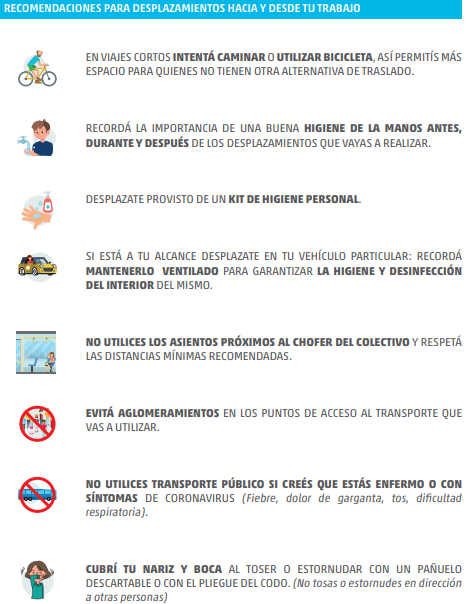 RECOMENDACIONES PARA DESPLAZAMIENTOS HACIA Y DESDE TU TRABAJO
EN VIAJES CORTOS INTENTÁ CAMINAR O UTILIZAR BICICLETA, ASÍ PERMITÍS MÁS
ESPACIO PARA QUIENES NO TIENEN OTRA ALTERNATIVA DE TRASLADO.
RECORDÁ LA IMPORTANCIA DE UNA BUENA HIGIENE DE LA MANOS ANTES,
DURANTE Y DESPUÉS DE LOS DESPLAZAMIENTOS QUE VAYAS A REALIZAR.
DESPLAZATE PROVISTO DE UN KIT DE HIGIENE PERSONAL.
SI ESTÁ A TU ALCANCE DESPLAZATE EN TU VEHÍCULO PARTICULAR: RECORDÁ
MANTENERLO VENTILADO PARA GARANTIZAR LA HIGIENE Y DESINFECCIÓN
DEL INTERIOR DEL MISMO.
NO UTILICES LOS ASIENTOS PRÓXIMOS AL CHOFER DEL COLECTIVO Y RESPETÁ
LAS DISTANCIAS MÍNIMAS RECOMENDADAS.
EVITÁ AGLOMERAMIENTOS EN LOS PUNTOS DE ACCESO AL TRANSPORTE QUE
VAS A UTILIZAR.
NO UTILICES TRANSPORTE PÚBLICO SI CREÉS QUE ESTÁS ENFERMO O CON
SÍNTOMAS DE CORONAVIRUS (Fiebre, dolor de garganta, tos, dificultad
respiratoria).
CUBRÍ TU NARIZ Y BOCA AL TOSER O ESTORNUDAR CON UN PAÑUELO
DESCARTABLE O CON EL PLIEGUE DEL CODO. (No tosas o estornudes en dirección
a otras personas)